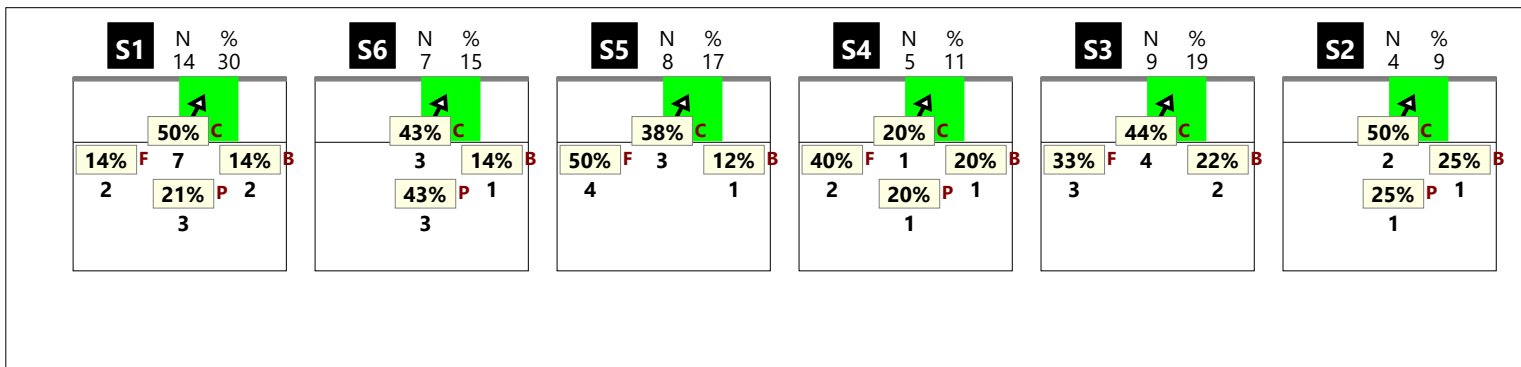 S1 N % 14 30
50% C
14% F 7 14% B
2 21% P 2
3
S6 N % 7 15
43% C
3 14% B
43% P 1
3
S5 N % 8 17
38% C
50% F 3 12% B
4 1
S4 N % 5 11
20% C
40% F 1 20% B
2 20% P 1
1
S3 N % 9 19
44% C
33% F 4 22% B
3 2
S2 N % 4 9
50% C
2 25% B
25% P 1
1